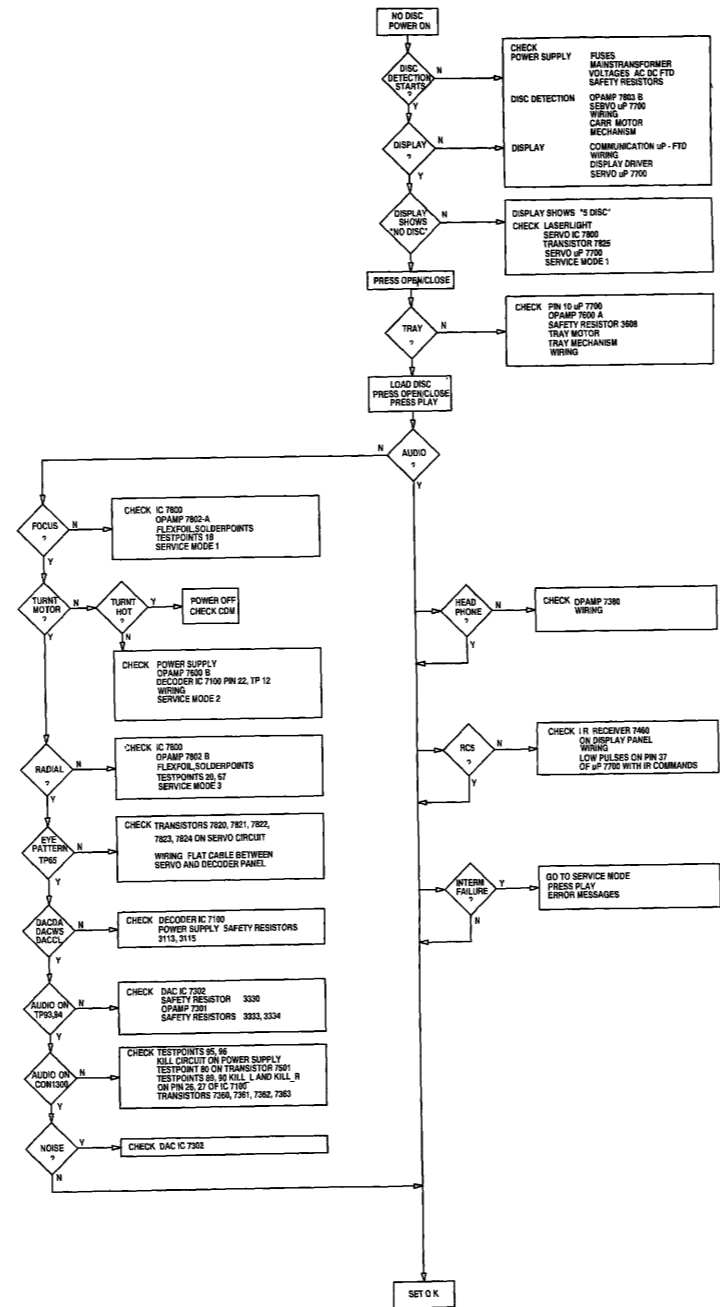 NO DISC
POWER ON
DISC
DETECTION
STARTS
?
N
Y
CHECK
POWER SUPPLY FUSES
MAINSTRANSFORMER
VOLTAGES AC DC FTD
SAFETY RESISTORS
DISC DETECTION OPAMP 7603 B
SERVO uP 7700
WIRING
CARR MOTOR
MECHANISM
DISPLAY COMMUNICATION uP - FTD
WIRING
DISPLAY DRIVER
SERVO uP 7700
DISPLAY
?
N
Y
DISPLAY
SHOWS
"NO DISC"
N
Y
DISPLAY SHOWS "5 DISC"
CHECK LASERLIGHT
SERVO IC 7800
TRANSISTOR 7825
SERVO uP 7700
SERVICE MODE 1
PRESS OPEN/CLOSE
TRAY
?
N
Y
CHECK PIN 10 uP 7700
OPAMP 7600 A
SAFETY RESISTOR 3608
TRAY MOTOR
TRAY MECHANISM
WIRING
LOAD DISC
PRESS OPEN/CLOSE
PRESS PLAY
AUDIO
?
N
Y
FOCUS
?
N
Y
CHECK IC 7800
OPAMP 7802-A
FLEXFOIL,SOLDERPOINTS
TESTPOINTS 18
SERVICE MODE 1
TURNT
MOTOR
?
N
Y
TURNT
HOT
?
Y
N
POWER OFF
CHECK CDM
CHECK POWER SUPPLY
OPAMP 7600 B
DECODER IC 7100 PIN 22, TP 12
WIRING
SERVICE MODE 2
HEAD
PHONE
?
N
Y
CHECK OPAMP 7380
WIRING
RADIAL
?
N
Y
CHECK IC 7800
OPAMP 7802 B
FLEXFOIL,SOLDERPOINTS
TESTPOINTS 20, 67
SERVICE MODE 3
RC5
?
N
Y
CHECK I R RECEIVER 7460
ON DISPLAY PANEL
WIRING
LOW PULSES ON PIN 37
OF uP 7700 WITH IR COMMANDS
EYE
PATTERN
TP65
N
Y
CHECK TRANSISTORS 7820, 7821, 7822,
7823, 7824 ON SERVO CIRCUIT
WIRING FLAT CABLE BETWEEN
SERVO AND DECODER PANEL
INTERM
FAILURE
?
Y
N
GO TO SERVICE MODE
PRESS PLAY
ERROR MESSAGES
DACDA
DACWS
DACCL
N
Y
CHECK DECODER IC 7100
POWER SUPPLY SAFETY RESISTORS
3113, 3115
AUDIO ON
TP93,94
N
Y
CHECK DAC IC 7302
SAFETY RESISTOR 3330
OPAMP 7301
SAFETY RESISTORS 3333, 3334
AUDIO ON
CON1300
N
Y
CHECK TESTPOINTS 95, 96
KILL CIRCUIT ON POWER SUPPLY
TESTPOINT 80 ON TRANSISTOR 7501
TESTPOINTS 89, 90 KILL_L AND KILL_R
ON PIN 26, 27 OF IC 7100
TRANSISTORS 7360, 7361, 7362, 7363
NOISE
?
Y
N
CHECK DAC IC 7302
SET O K